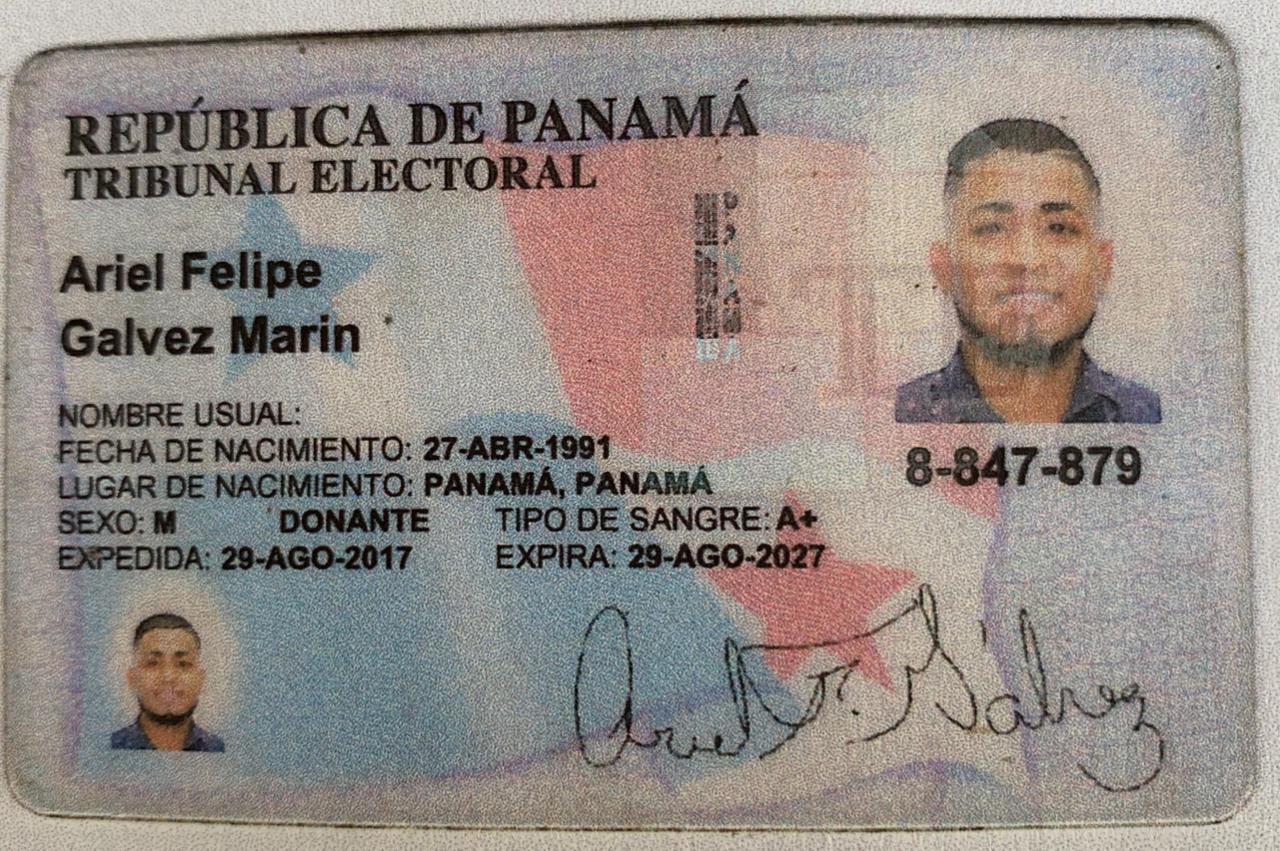 REPÚBLICA DE PANAMÁ
TRIBUNAL ELECTORAL
Ariel Felipe
Galvez Marin
NOMBRE USUAL:
FECHA DE NACIMIENTO: 27-ABR-1991
LUGAR DE NACIMIENTO: PANAMÁ, PANAMÁ
SEXO: M DONANTE TIPO DE SANGRE: A+
EXPEDIDA: 29-AGO-2017 EXPIRA: 29-AGO-2027
8-847-879
Ariel F. Gálvez